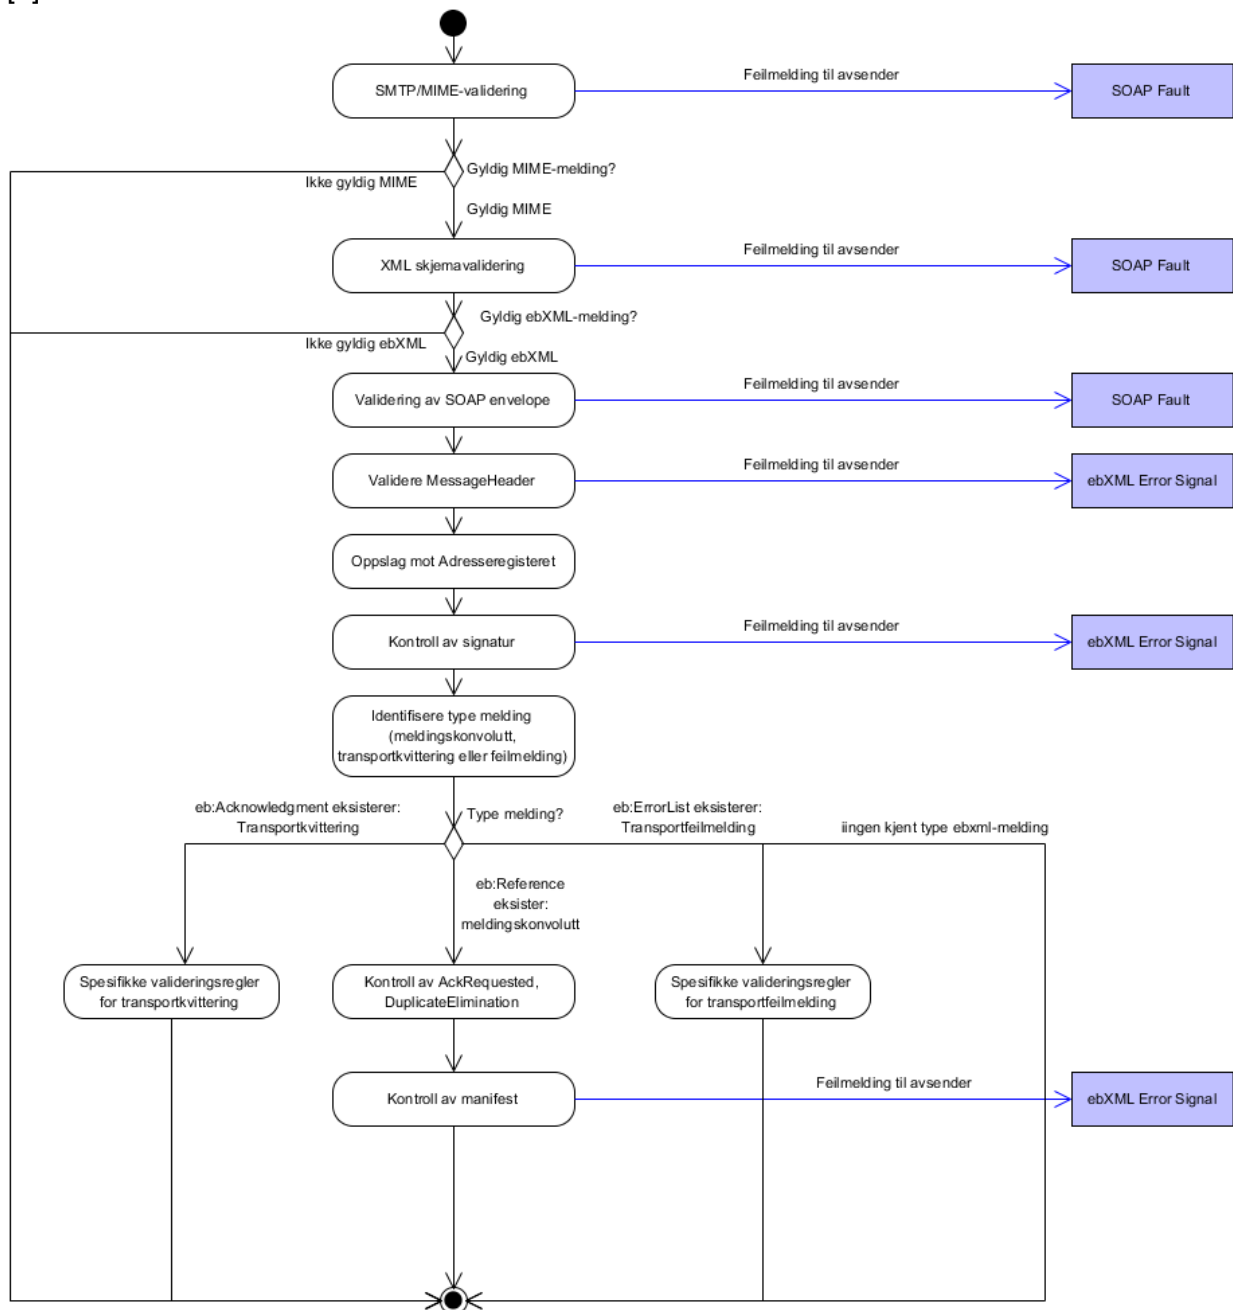 SMTP/MIME-validering
Feilmelding til avsender
SOAP Fault
Gyldig MIME-melding?
Ikke gyldig MIME
Gyldig MIME
XML skjemavalidering
Feilmelding til avsender
SOAP Fault
Gyldig ebXML-melding?
Ikke gyldig ebXML
Gyldig ebXML
Validering av SOAP envelope
Feilmelding til avsender
SOAP Fault
Validere MessageHeader
Feilmelding til avsender
ebXML Error Signal
Oppslag mot Adresseregisteret
Kontroll av signatur
Feilmelding til avsender
ebXML Error Signal
Identifisere type melding
(meldingskonvolutt,
transportkvittering eller feilmelding)
eb:Acknowledgment eksisterer:
Transportkvittering
Type melding?
eb:ErrorList eksisterer:
Transportfeilmelding
iingen kjent type ebxml-melding
eb:Reference
eksister:
meldingskonvolutt
Spesifikke valideringsregler
for transportkvittering
Kontroll av AckRequested,
DuplicateElimination
Spesifikke valideringsregler
for transportfeilmelding
Kontroll av manifest
Feilmelding til avsender
ebXML Error Signal